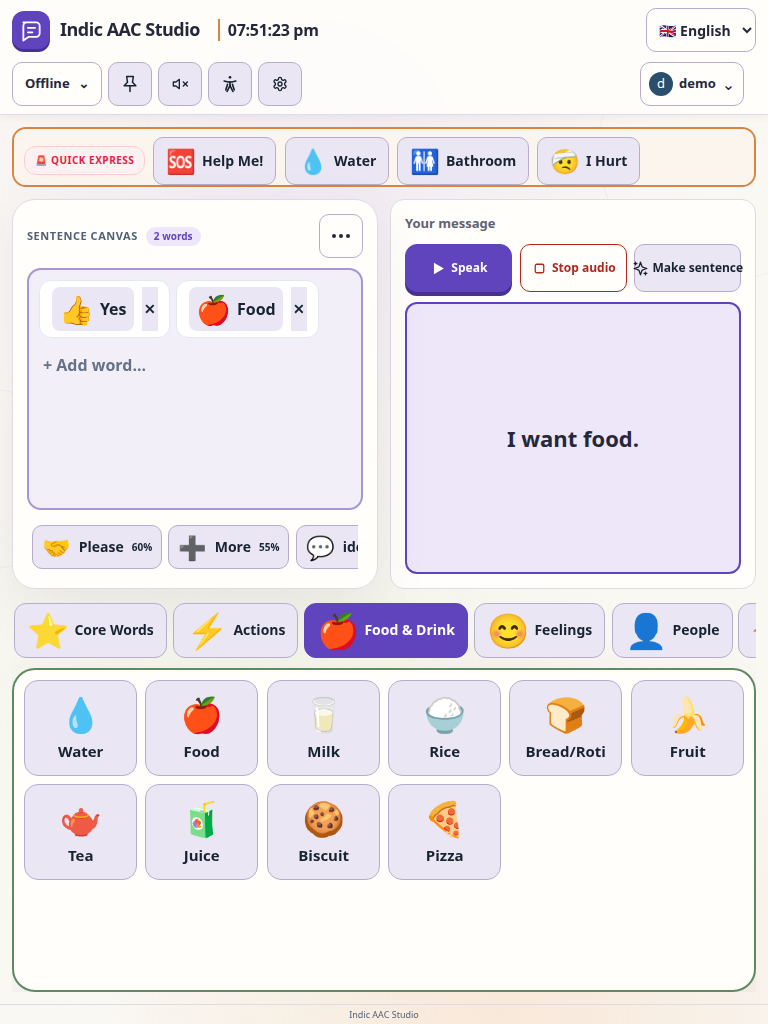 Indic AAC Studio
07:51:23 pm
English
Offline
d demo
QUICK EXPRESS
SOS Help Me!
Water
Bathroom
I Hurt
SENTENCE CANVAS 2 words
Your message
Speak
Stop audio
Make sentence
Yes ×
Food ×
+ Add word...
I want food.
Please 60%
More 55%
Core Words
Actions
Food & Drink
Feelings
People
Water
Food
Milk
Rice
Bread/Roti
Fruit
Tea
Juice
Biscuit
Pizza
Indic AAC Studio